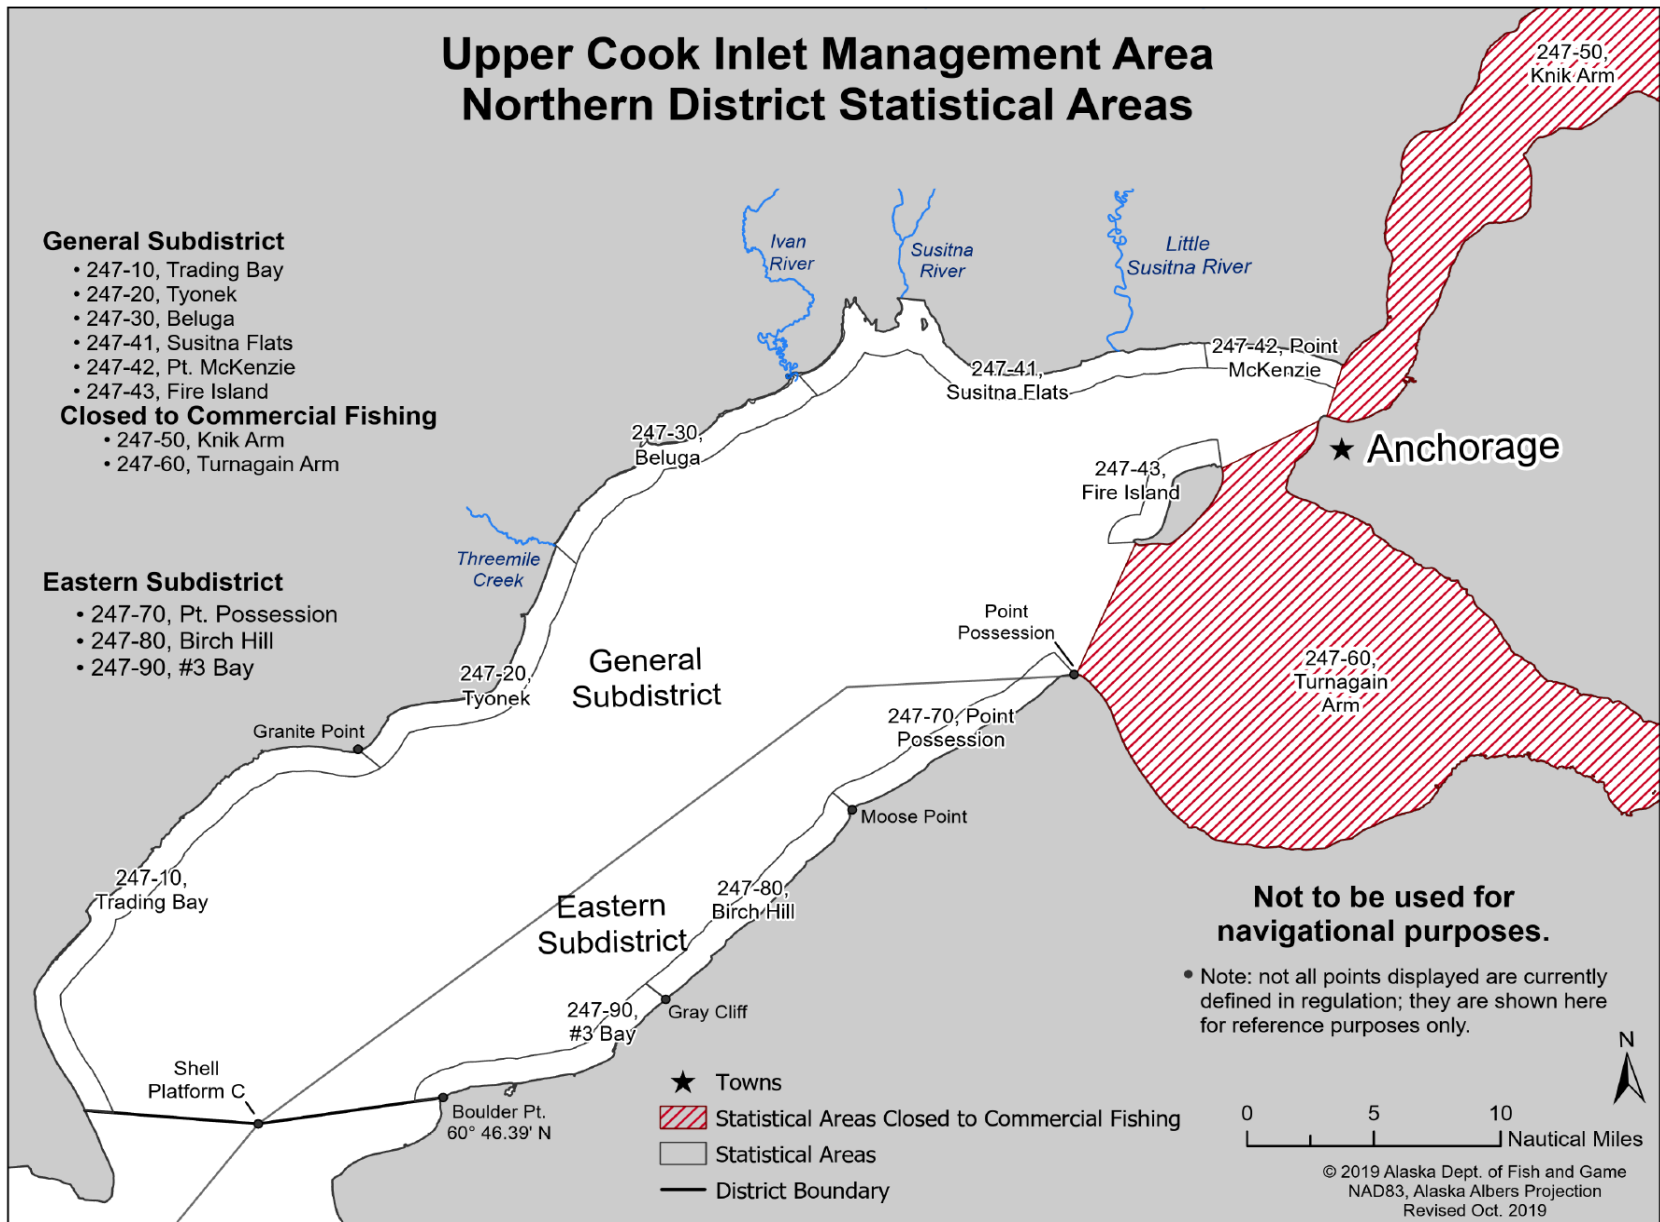 Upper Cook Inlet Management Area
Northern District Statistical Areas
247-50,
Knik Arm
General Subdistrict
• 247-10, Trading Bay
• 247-20, Tyonek
• 247-30, Beluga
• 247-41, Susitna Flats
• 247-42, Pt. McKenzie
• 247-43, Fire Island
Closed to Commercial Fishing
• 247-50, Knik Arm
• 247-60, Turnagain Arm
Eastern Subdistrict
• 247-70, Pt. Possession
• 247-80, Birch Hill
• 247-90, #3 Bay
Ivan
River
Susitna
River
Little
Susitna River
247-42, Point
McKenzie
247-41,
Susitna Flats
247-30,
Beluga
Anchorage
247-43,
Fire Island
Threemile
Creek
Point
Possession
General
Subdistrict
247-60,
Turnagain
Arm
247-20,
Tyonek
247-70, Point
Possession
Granite Point
Moose Point
247-10,
Trading Bay
247-80,
Birch Hill
Eastern
Subdistrict
Not to be used for
navigational purposes.
• Note: not all points displayed are currently
defined in regulation; they are shown here
for reference purposes only.
247-90,
#3 Bay
Gray Cliff
Shell
Platform C
Boulder Pt.
60° 46.39' N
Towns
Statistical Areas Closed to Commercial Fishing
Statistical Areas
District Boundary
N
0 5 10
Nautical Miles
© 2019 Alaska Dept. of Fish and Game
NAD83, Alaska Albers Projection
Revised Oct. 2019